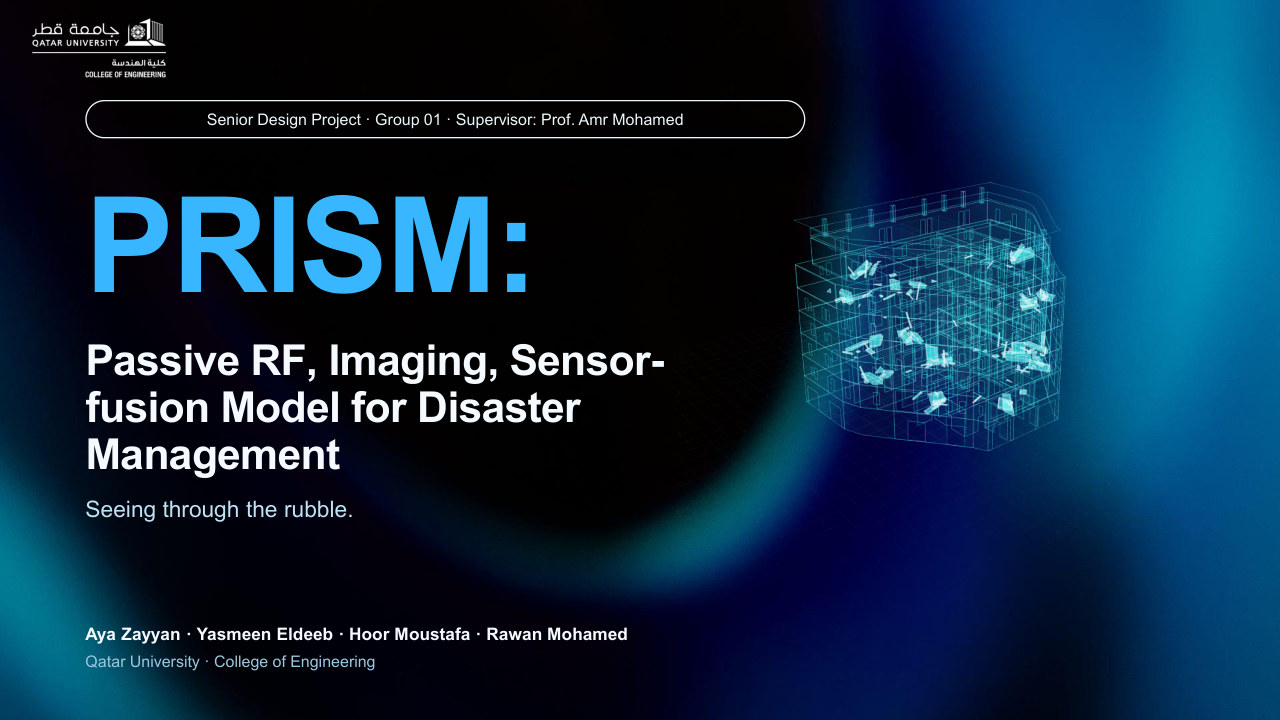 جامعة قطر
QATAR UNIVERSITY
كلية الهندسة
COLLEGE OF ENGINEERING
Senior Design Project · Group 01 · Supervisor: Prof. Amr Mohamed
PRISM:
Passive RF, Imaging, Sensor-
fusion Model for Disaster
Management
Seeing through the rubble.
Aya Zayyan · Yasmeen Eldeeb · Hoor Moustafa · Rawan Mohamed
Qatar University · College of Engineering